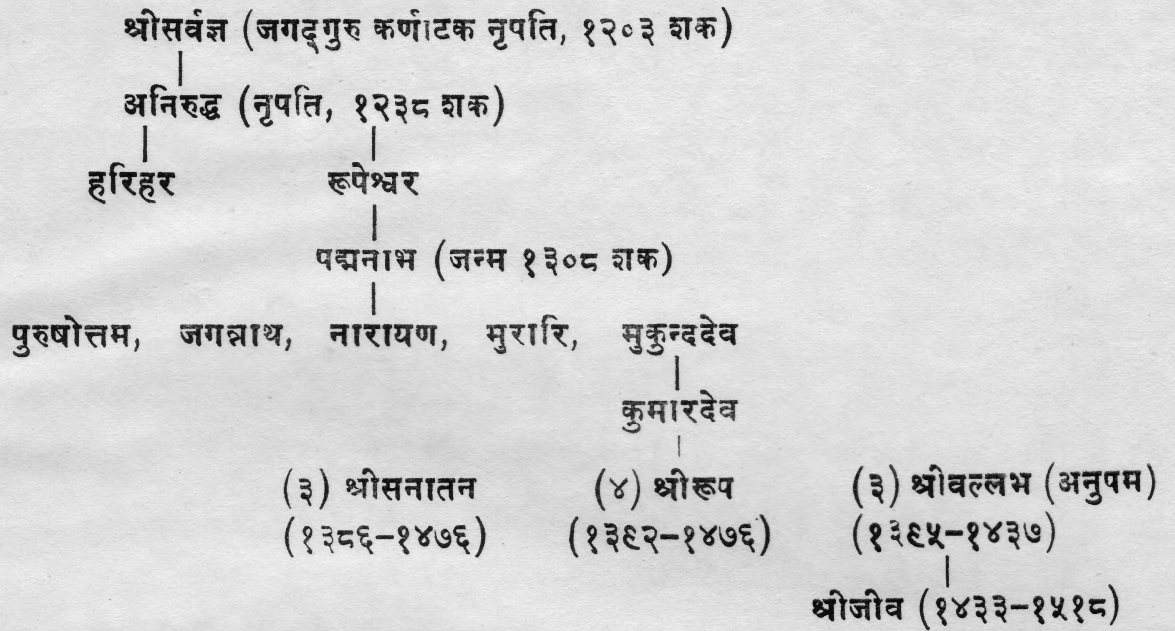 श्रीसर्वज्ञ (जगद्‌गुरु कर्णाटक नृपति, १२०३ शक)
अनिरुद्ध (नृपति, १२३८ शक)
हरिहर रूपेश्वर
पद्मनाभ (जन्म १३०८ शक)
पुरुषोत्तम, जगन्नाथ, नारायण, मुरारि, मुकुन्ददेव
कुमारदेव
(३) श्रीसनातन (४) श्रीरूप (३) श्रीवल्लभ (अनुपम)
(१३८६-१४७६) (१३९२-१४७६) (१३९५-१४३७)
श्रीजीव (१४३३-१५१८)